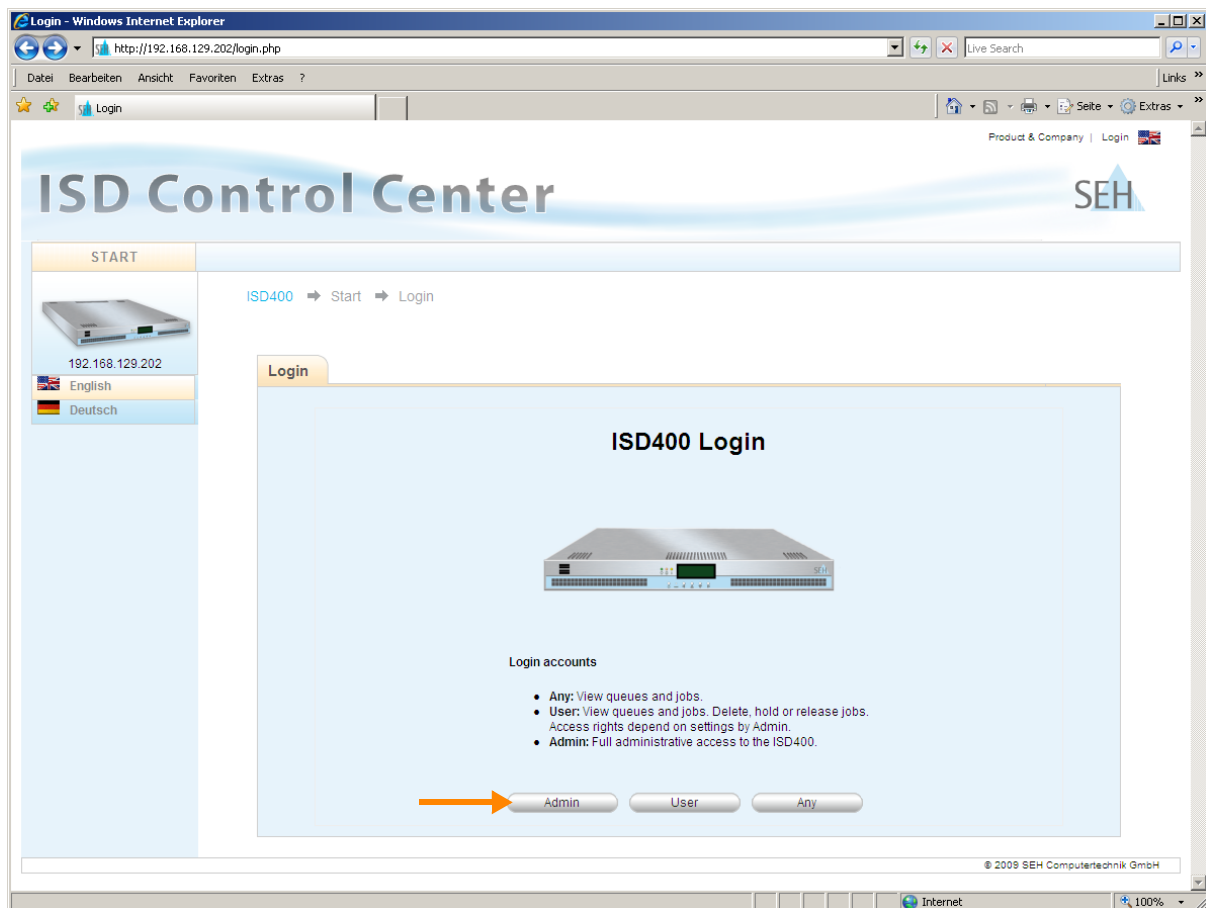 Login - Windows Internet Explorer
http://192.168.129.202/login.php
Live Search
Datei Bearbeiten Ansicht Favoriten Extras ?
Links »
Login
Seite Extras »
Product & Company | Login
ISD Control Center
SEH
START
ISD400 Start Login
192.168.129.202
English
Deutsch
Login
ISD400 Login
SEH
Login accounts
• Any: View queues and jobs.
• User: View queues and jobs. Delete, hold or release jobs.
Access rights depend on settings by Admin.
• Admin: Full administrative access to the ISD400.
Admin User Any
© 2009 SEH Computertechnik GmbH
Internet 100%